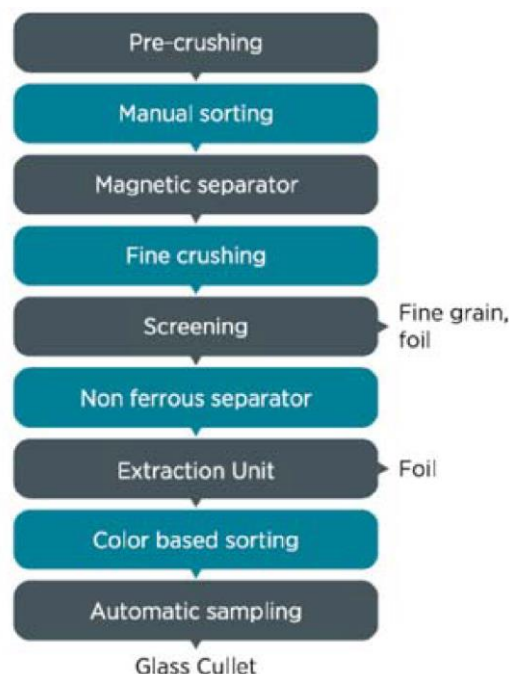 Pre-crushing
Manual sorting
Magnetic separator
Fine crushing
Screening
Fine grain,
foil
Non ferrous separator
Extraction Unit
Foil
Color based sorting
Automatic sampling
Glass Cullet